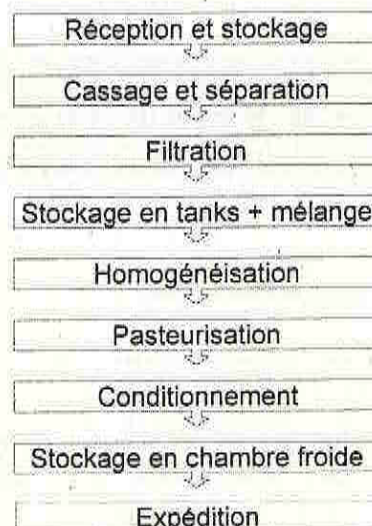 Réception et stockage
Cassage et séparation
Filtration
Stockage en tanks + mélange
Homogénéisation
Pasteurisation
Conditionnement
Stockage en chambre froide
Expédition